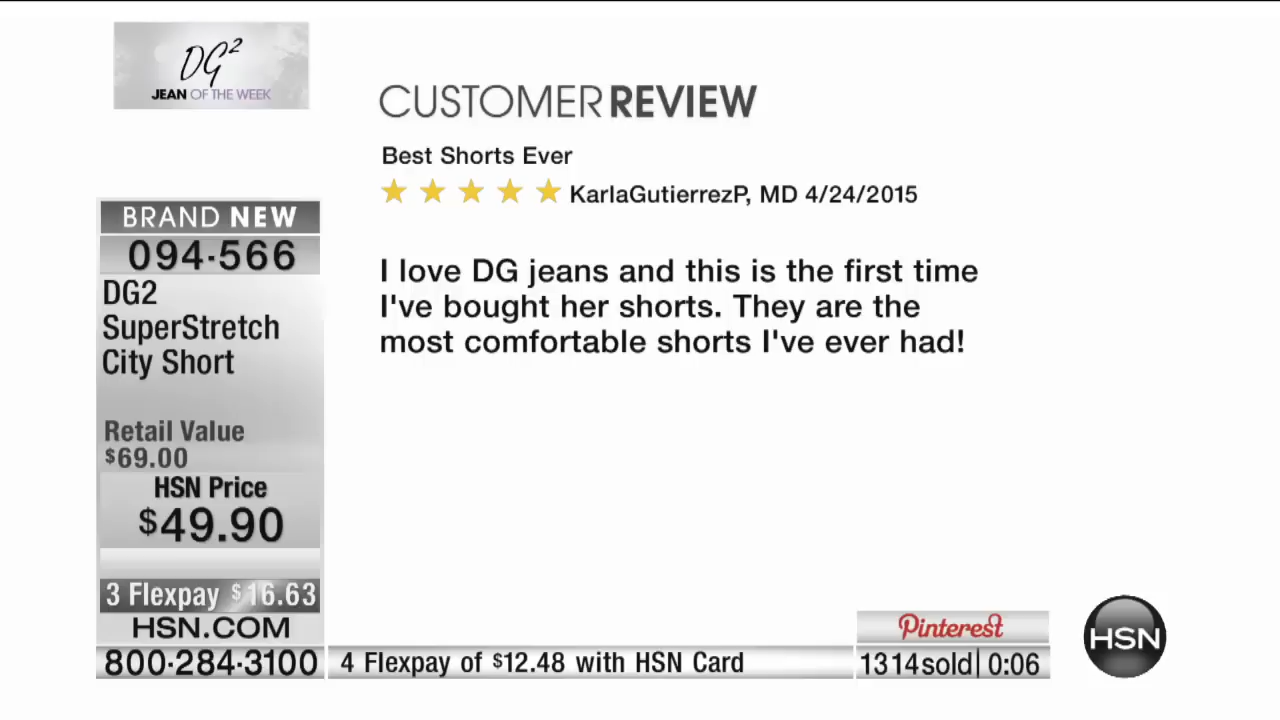 DG2
JEAN OF THE WEEK
CUSTOMER REVIEW
Best Shorts Ever
KarlaGutierrezP, MD 4/24/2015
I love DG jeans and this is the first time
I've bought her shorts. They are the
most comfortable shorts I've ever had!
BRAND NEW
094-566
DG2
SuperStretch
City Short
Retail Value
$69.00
HSN Price
$49.90
3 Flexpay $16.63
HSN.COM
800-284-3100
4 Flexpay of $12.48 with HSN Card
Pinterest
1314sold| 0:06
HSN